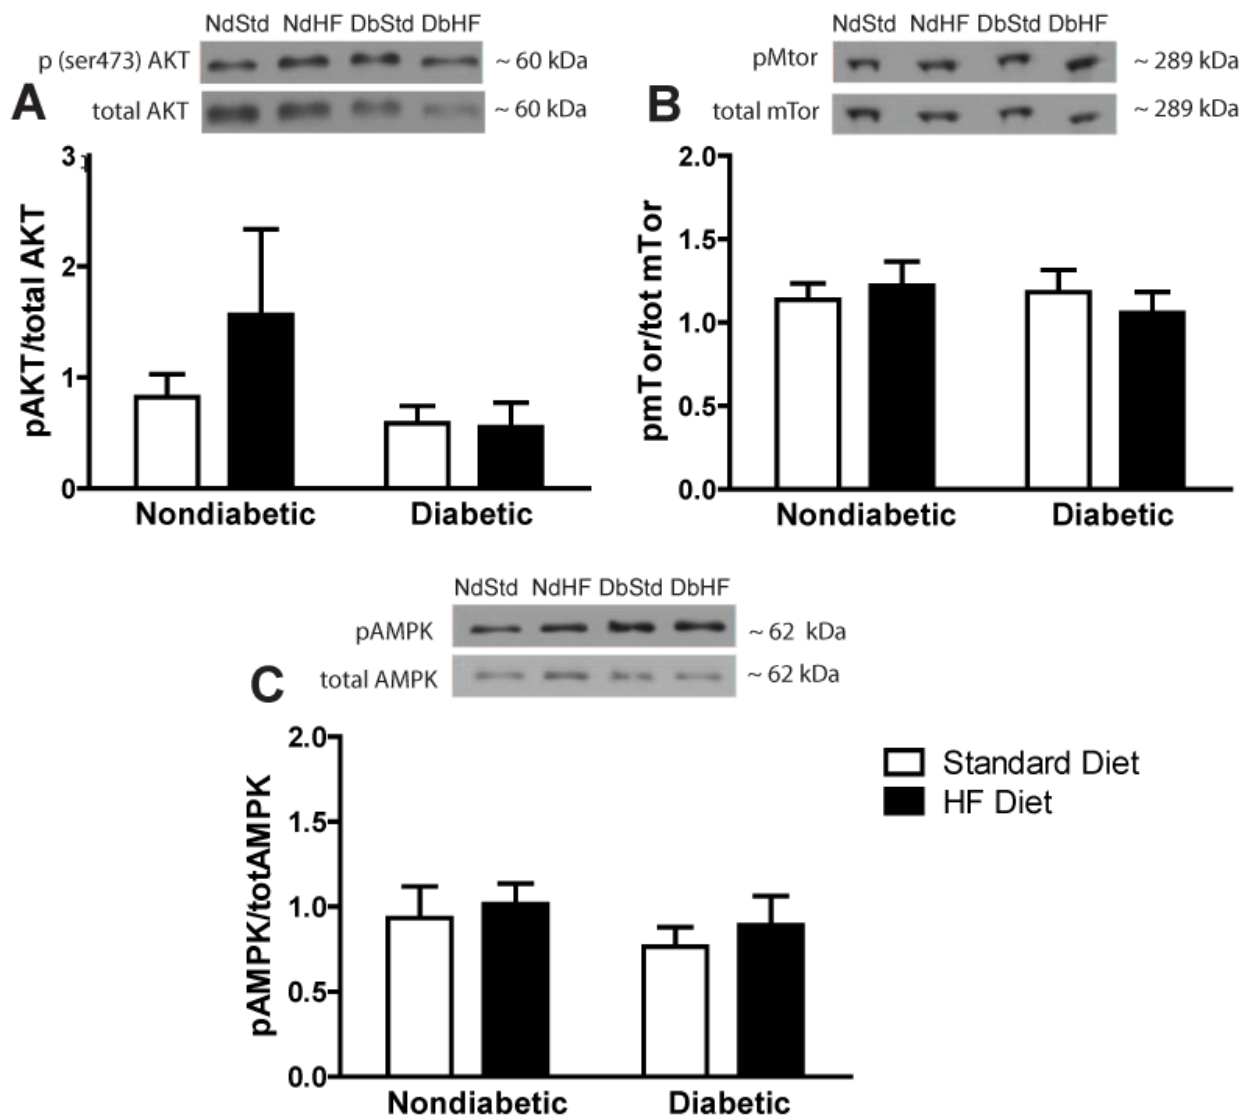 NdStd NdHF DbStd DbHF
p (ser473) AKT ~ 60 kDa
total AKT ~ 60 kDa
A
3
2
1
0
pAKT/total AKT
Nondiabetic Diabetic
NdStd NdHF DbStd DbHF
pMtor ~ 289 kDa
total mTor ~ 289 kDa
B
2.0
1.5
1.0
0.5
0.0
pmTor/tot mTor
Nondiabetic Diabetic
NdStd NdHF DbStd DbHF
pAMPK ~ 62 kDa
total AMPK ~ 62 kDa
C
2.0
1.5
1.0
0.5
0.0
pAMPK/totAMPK
Nondiabetic Diabetic
Standard Diet
HF Diet